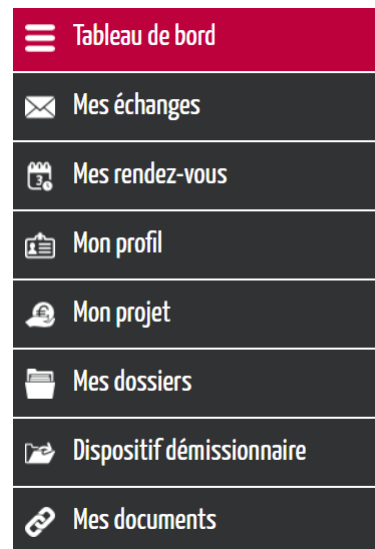 Tableau de bord
Mes échanges
Mes rendez-vous
Mon profil
Mon projet
Mes dossiers
Dispositif démissionnaire
Mes documents